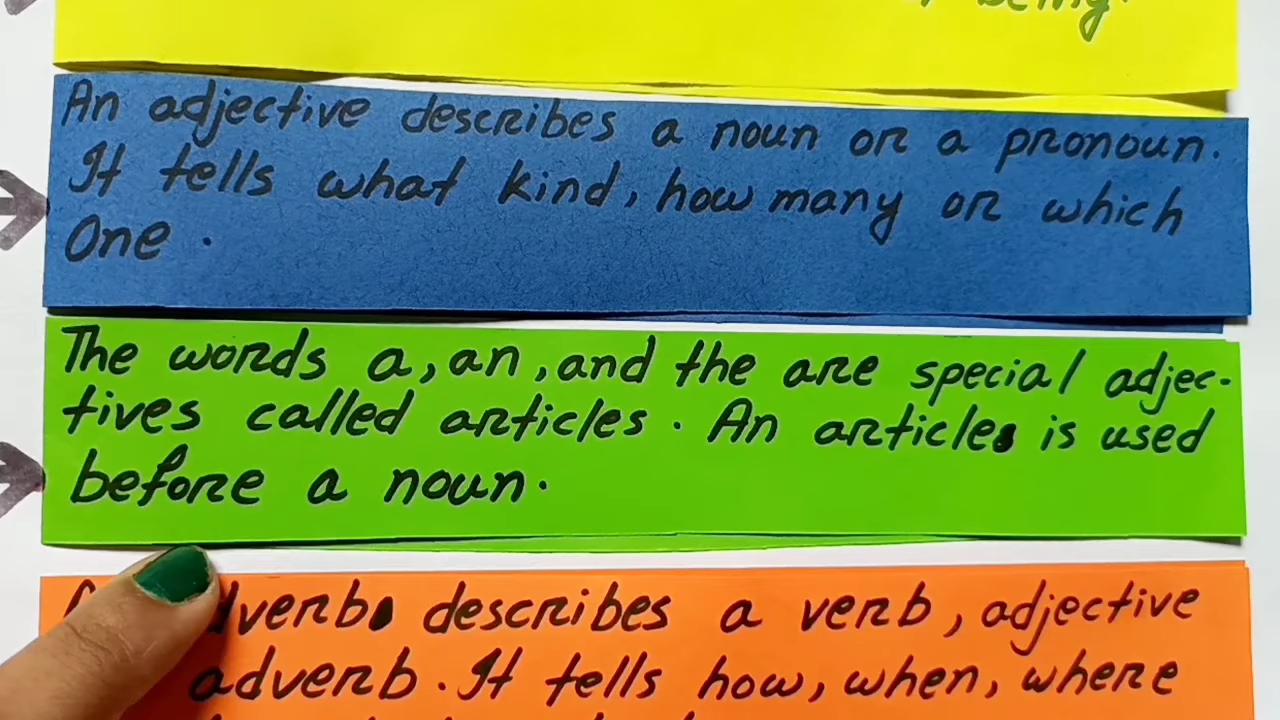 being.
An adjective describes a noun or a pronoun.
It tells what kind, how many or which
One.
The words a, an, and the are special adjec-
tives called articles. An article is used
before a noun.
describes a verb, adjective
adverb. It tells how, when, where